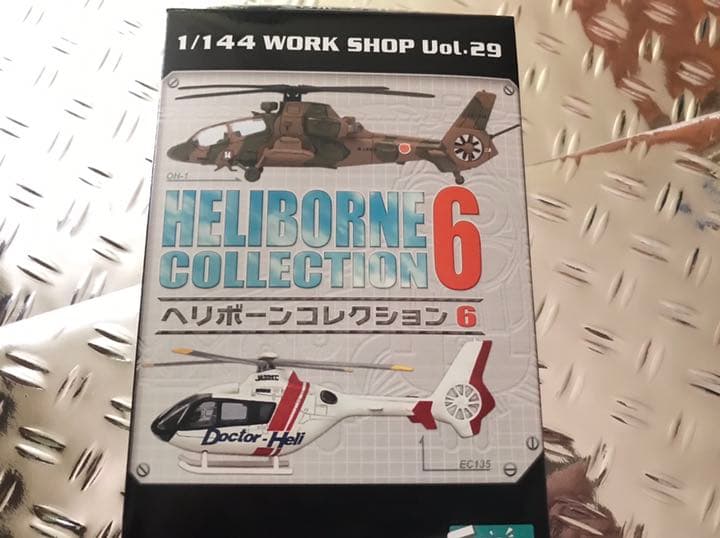 1/144 WORK SHOP Vol.29
OH-1
HELIBORNE
COLLECTION 6
ヘリボーンコレクション 6
Doctor-Heli
EC135